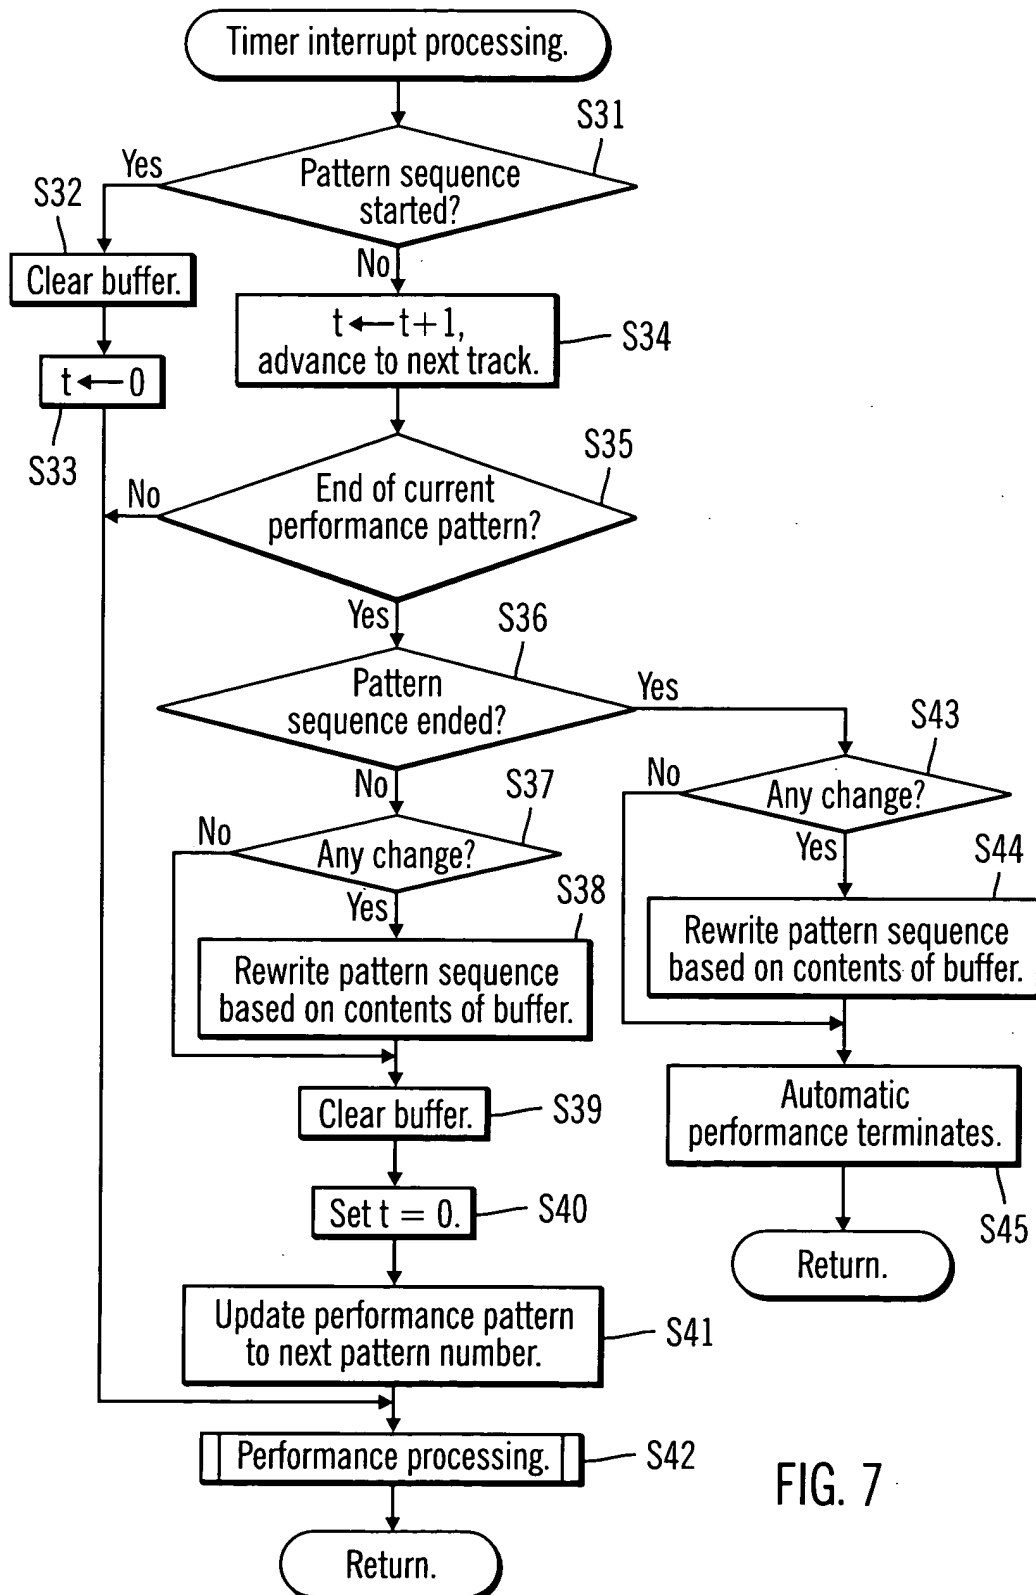 Timer interrupt processing.
S31
Yes
Pattern sequence
started?
S32
No
Clear buffer.
t←t+1,
advance to next track.
S34
t←0
S33
S35
No
End of current
performance pattern?
Yes
S36
Pattern
sequence ended?
Yes
S43
No
Any change?
No
S37
No
Any change?
Yes
S44
Yes
S38
Rewrite pattern sequence
based on contents of buffer.
Rewrite pattern sequence
based on contents of buffer.
Clear buffer.
S39
Automatic
performance terminates.
Set t = 0.
S40
S45
Return.
Update performance pattern
to next pattern number.
S41
Performance processing.
S42
FIG. 7
Return.